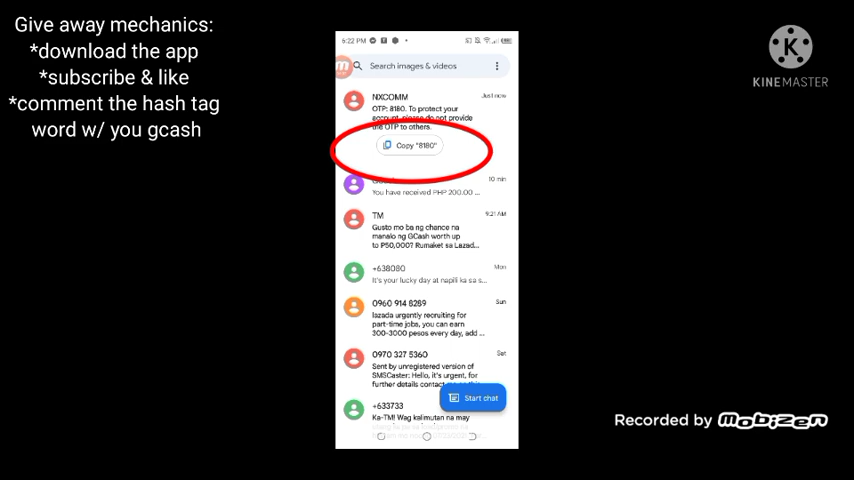 Give away mechanics:
*download the app
*subscribe & like
*comment the hash tag
word w/ you gcash
KINEMASTER
5:22 PM
Search images & videos
NXCOMM
Just now
OTP: 8180. To protect your
account, please do not provide
the OTP to others.
Copy "8180"
10 min
You have received PHP 200.00 ...
TM
9:21 AM
Gusto mo ba ng chance na
manalo ng GCash worth up
to P50,000? Rumaket sa Lazad...
+638080
Mon
It's your lucky day at napili ka sa s...
0960 914 8289
Sun
lazada urgently recruiting for
part-time jobs, you can earn
300-3000 pesos every day, add ...
0970 327 5360
Sat
Sent by unregistered version of
SMSCaster: Hello, it's urgent, for
further details contact
Start chat
+633733
Ka-TM! Wag kalimutan na may
Recorded by MOBIZEN